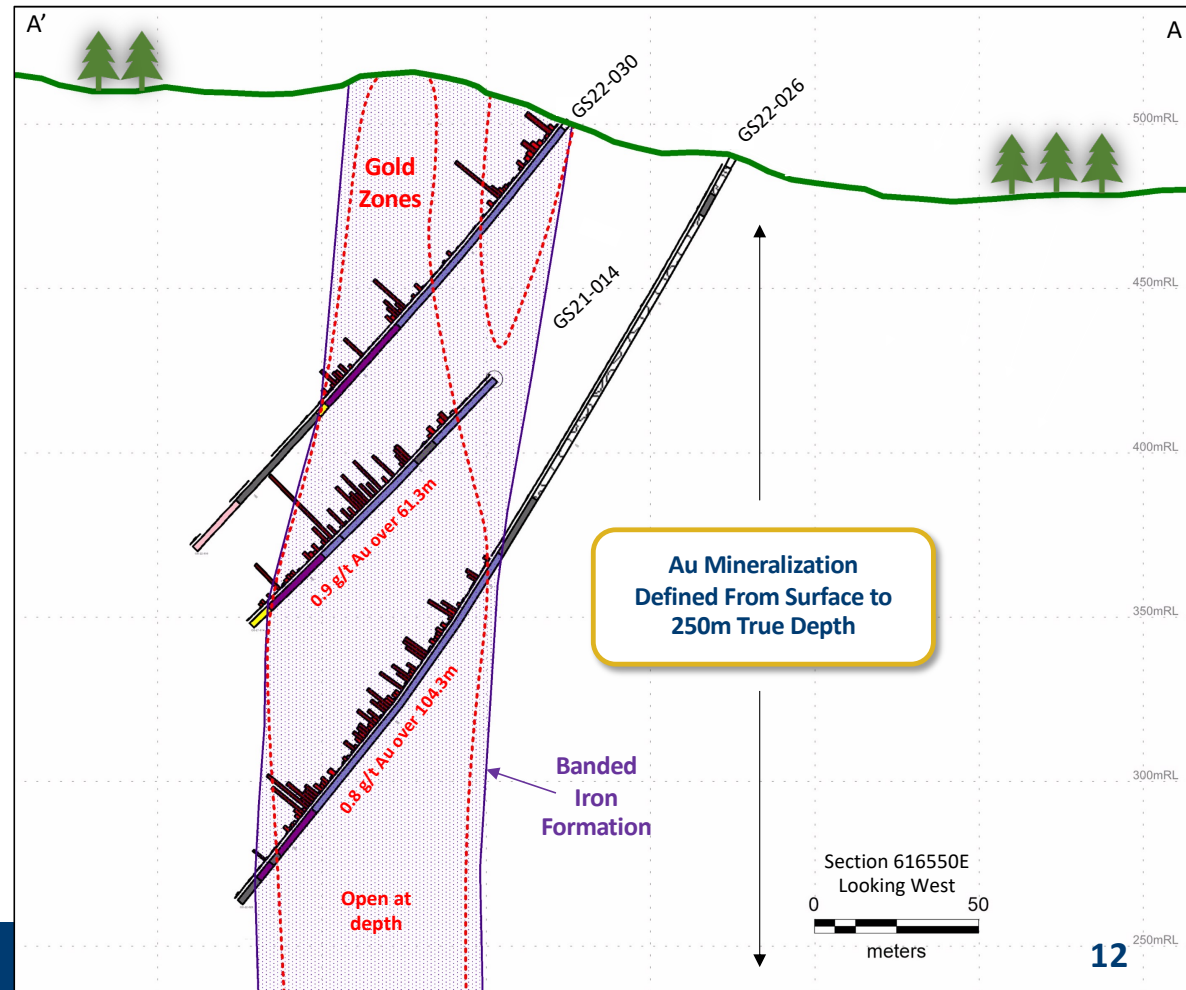 A’
A
GS22-030
GS22-026
500mRL
Gold
Zones
GS21-014
450mRL
400mRL
0.9 g/t Au over 61.3m
Au Mineralization
Defined From Surface to
250m True Depth
350mRL
0.8 g/t Au over 104.3m
Banded
Iron
Formation
300mRL
Section 616550E
Looking West
0 50
meters
Open at
depth
250mRL
12